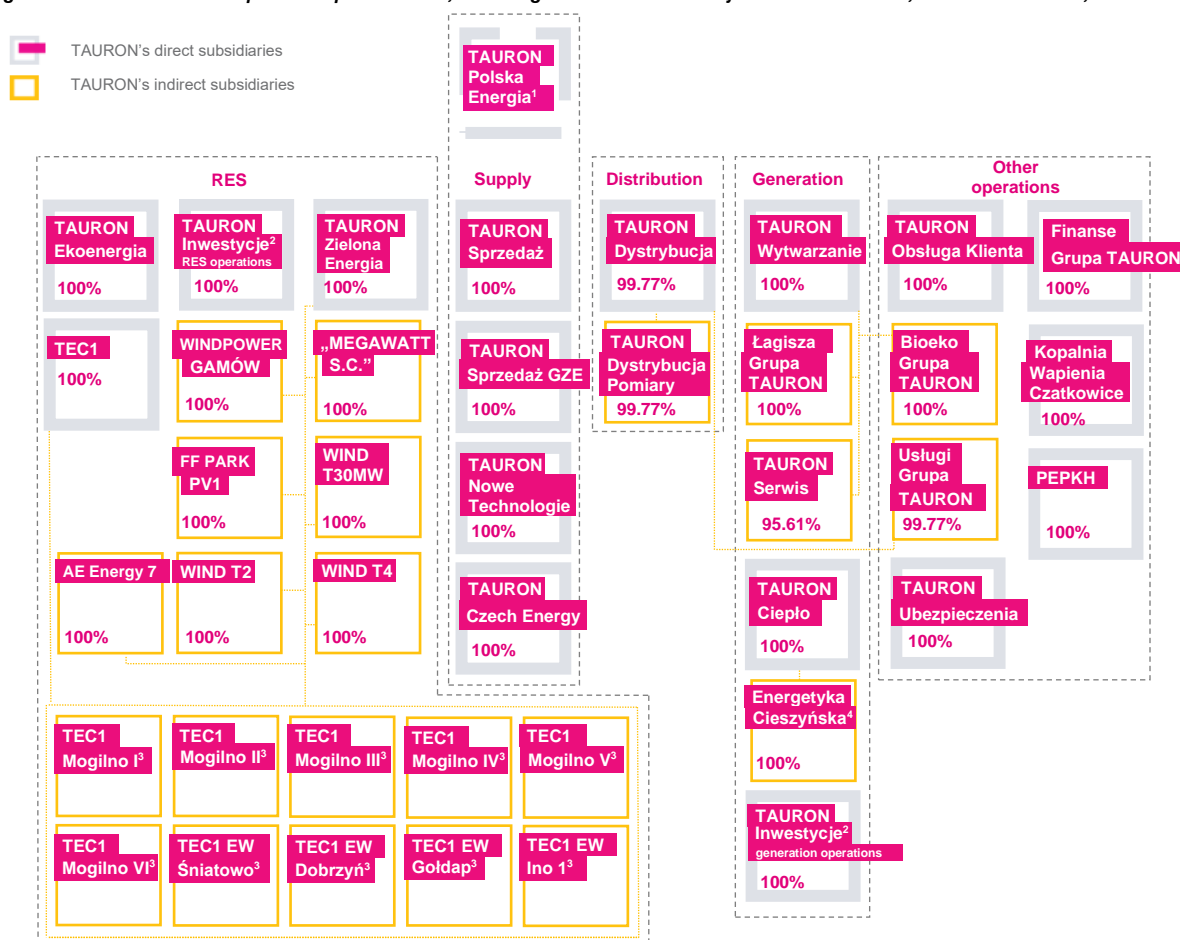 TAURON's direct subsidiaries
TAURON's indirect subsidiaries
TAURON
Polska
Energia¹
RES
Supply
Distribution
Generation
Other
operations
TAURON
Ekoenergia
100%
TAURON
Inwestycje²
RES operations
100%
TAURON
Zielona
Energia
100%
TAURON
Sprzedaż
100%
TAURON
Dystrybucja
99.77%
TAURON
Wytwarzanie
100%
TAURON
Obsługa Klienta
100%
Finanse
Grupa TAURON
100%
TEC1
100%
WINDPOWER
GAMÓW
100%
„MEGAWATT
S.C."
100%
TAURON
Sprzedaż GZE
100%
TAURON
Dystrybucja
Pomiary
99.77%
Łagisza
Grupa
TAURON
100%
Bioeko
Grupa
TAURON
100%
Kopalnia
Wapienia
Czatkowice
100%
FF PARK
PV1
100%
WIND
T30MW
100%
TAURON
Nowe
Technologie
100%
TAURON
Serwis
95.61%
Usługi
Grupa
TAURON
99.77%
PEPKH
100%
AE Energy 7
100%
WIND T2
100%
WIND T4
100%
TAURON
Czech Energy
100%
TAURON
Ciepło
100%
TAURON
Ubezpieczenia
100%
Energetyka
Cieszyńska⁴
100%
TAURON
Inwestycje²
generation operations
100%
TEC1
Mogilno I³
TEC1
Mogilno II³
TEC1
Mogilno III³
TEC1
Mogilno IV³
TEC1
Mogilno V³
TEC1
Mogilno VI³
TEC1 EW
Śniatowo³
TEC1 EW
Dobrzyń³
TEC1 EW
Gołdap³
TEC1 EW
Ino 1³